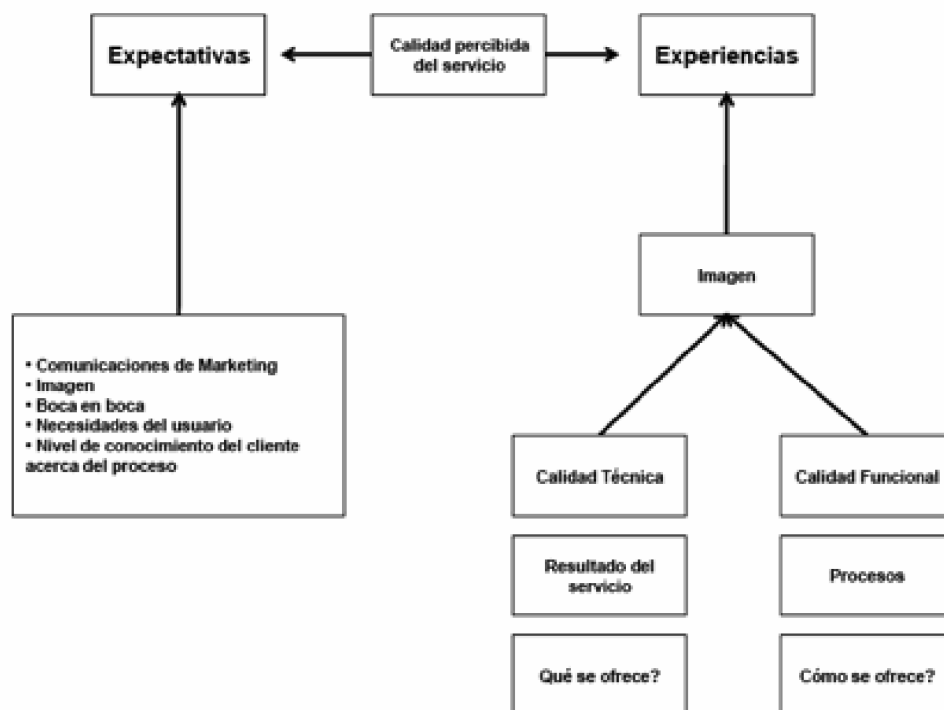 Expectativas
Calidad percibida
del servicio
Experiencias
Imagen
• Comunicaciones de Marketing
• Imagen
• Boca en boca
• Necesidades del usuario
• Nivel de conocimiento del cliente
acerca del proceso
Calidad Técnica
Calidad Funcional
Resultado del
servicio
Procesos
Qué se ofrece?
Cómo se ofrece?